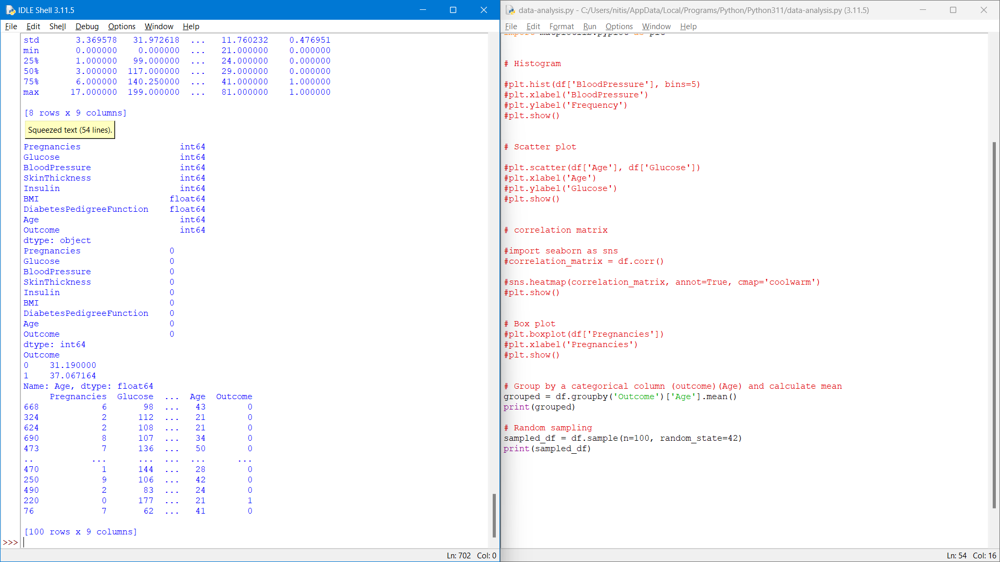 IDLE Shell 3.11.5
File Edit Shell Debug Options Window Help
std       3.369578   31.972618  ...   11.760232    0.476951
min       0.000000    0.000000  ...   21.000000    0.000000
25%       1.000000   99.000000  ...   24.000000    0.000000
50%       3.000000  117.000000  ...   29.000000    0.000000
75%       6.000000  140.250000  ...   41.000000    1.000000
max      17.000000  199.000000  ...   81.000000    1.000000
[8 rows x 9 columns]
Squeezed text (54 lines).
Pregnancies                   int64
Glucose                       int64
BloodPressure                 int64
SkinThickness                 int64
Insulin                       int64
BMI                         float64
DiabetesPedigreeFunction    float64
Age                           int64
Outcome                       int64
dtype: object
Pregnancies                 0
Glucose                     0
BloodPressure               0
SkinThickness               0
Insulin                     0
BMI                         0
DiabetesPedigreeFunction    0
Age                         0
Outcome                     0
dtype: int64
Outcome
0    31.190000
1    37.067164
Name: Age, dtype: float64
     Pregnancies  Glucose  ...  Age  Outcome
668            6       98  ...   43        0
324            2      112  ...   21        0
624            2      108  ...   21        0
690            8      107  ...   34        0
473            7      136  ...   50        0
..           ...      ...  ...  ...      ...
470            1      144  ...   28        0
250            9      106  ...   42        0
490            2       83  ...   24        0
220            0      177  ...   21        1
76             7       62  ...   41        0
[100 rows x 9 columns]
>>>
Ln: 702 Col: 0
data-analysis.py - C:/Users/nitis/AppData/Local/Programs/Python/Python311/data-analysis.py (3.11.5)
File Edit Format Run Options Window Help
import matplotlib.pyplot as plt
# Histogram
#plt.hist(df['BloodPressure'], bins=5)
#plt.xlabel('BloodPressure')
#plt.ylabel('Frequency')
#plt.show()
# Scatter plot
#plt.scatter(df['Age'], df['Glucose'])
#plt.xlabel('Age')
#plt.ylabel('Glucose')
#plt.show()
# correlation matrix
#import seaborn as sns
#correlation_matrix = df.corr()
#sns.heatmap(correlation_matrix, annot=True, cmap='coolwarm')
#plt.show()
# Box plot
#plt.boxplot(df['Pregnancies'])
#plt.xlabel('Pregnancies')
#plt.show()
# Group by a categorical column (outcome)(Age) and calculate mean
grouped = df.groupby('Outcome')['Age'].mean()
print(grouped)
# Random sampling
sampled_df = df.sample(n=100, random_state=42)
print(sampled_df)
Ln: 54 Col: 16